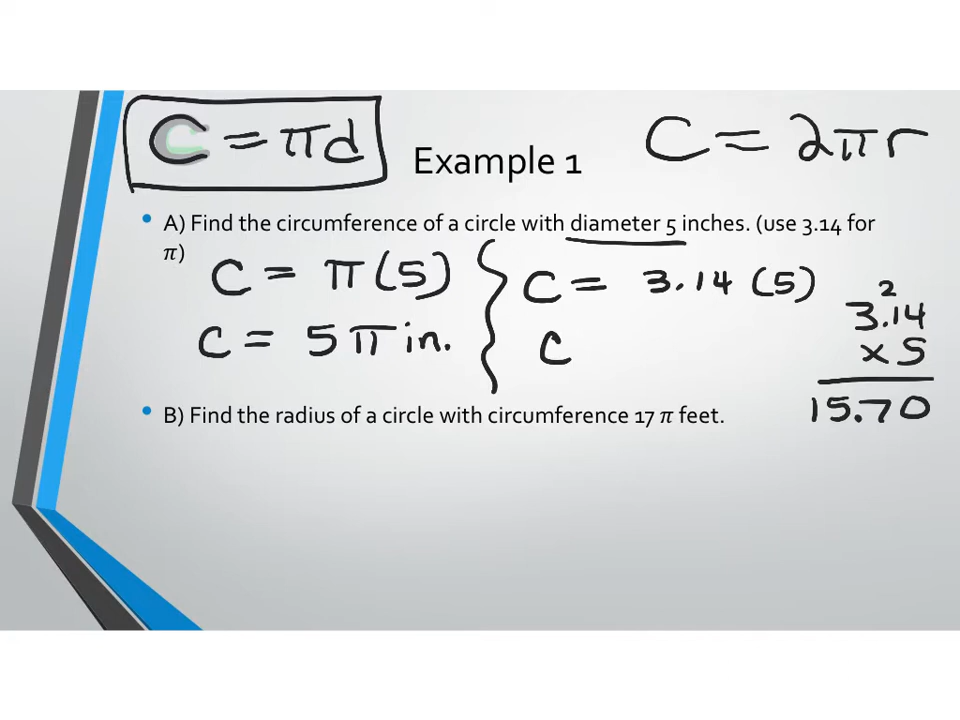 C = πd
Example 1
C = 2πr
• A) Find the circumference of a circle with diameter 5 inches. (use 3.14 for
π)
C = π(5)
C = 3.14 (5)
c = 5π in.
C
2
3.14
x 5
15.70
• B) Find the radius of a circle with circumference 17 π feet.